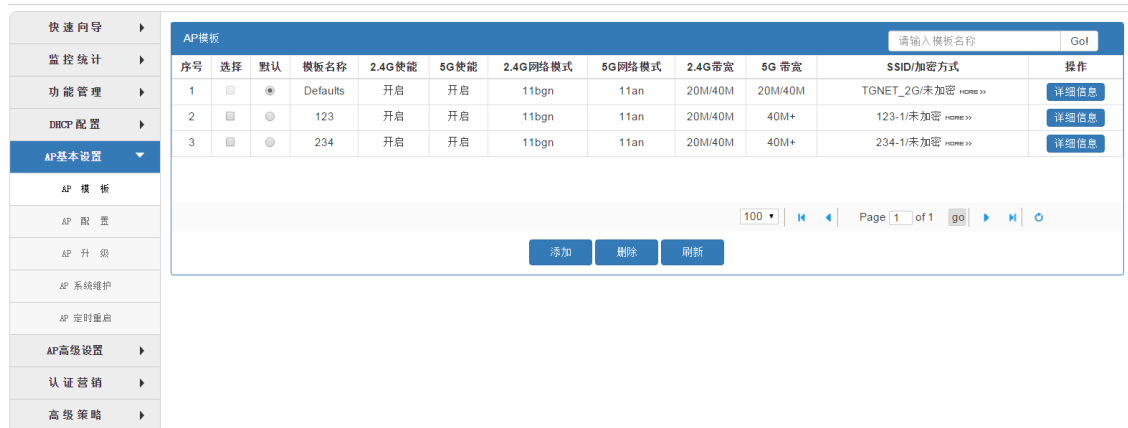 快速向导
监控统计
功能管理
DHCP配置
AP基本设置
AP 模 板
AP 配 置
AP 升 级
AP 系统维护
AP 定时重启
AP高级设置
认证营销
高级策略
AP模板
请输入模板名称 Go!
序号 选择 默认 模板名称 2.4G使能 5G使能 2.4G网络模式 5G网络模式 2.4G带宽 5G 带宽 SSID/加密方式 操作
1 Defaults 开启 开启 11bgn 11an 20M/40M 20M/40M TGNET_2G/未加密 MORE>> 详细信息
2 123 开启 开启 11bgn 11an 20M/40M 40M+ 123-1/未加密 MORE>> 详细信息
3 234 开启 开启 11bgn 11an 20M/40M 40M+ 234-1/未加密 MORE>> 详细信息
100 Page 1 of 1 go
添加 删除 刷新